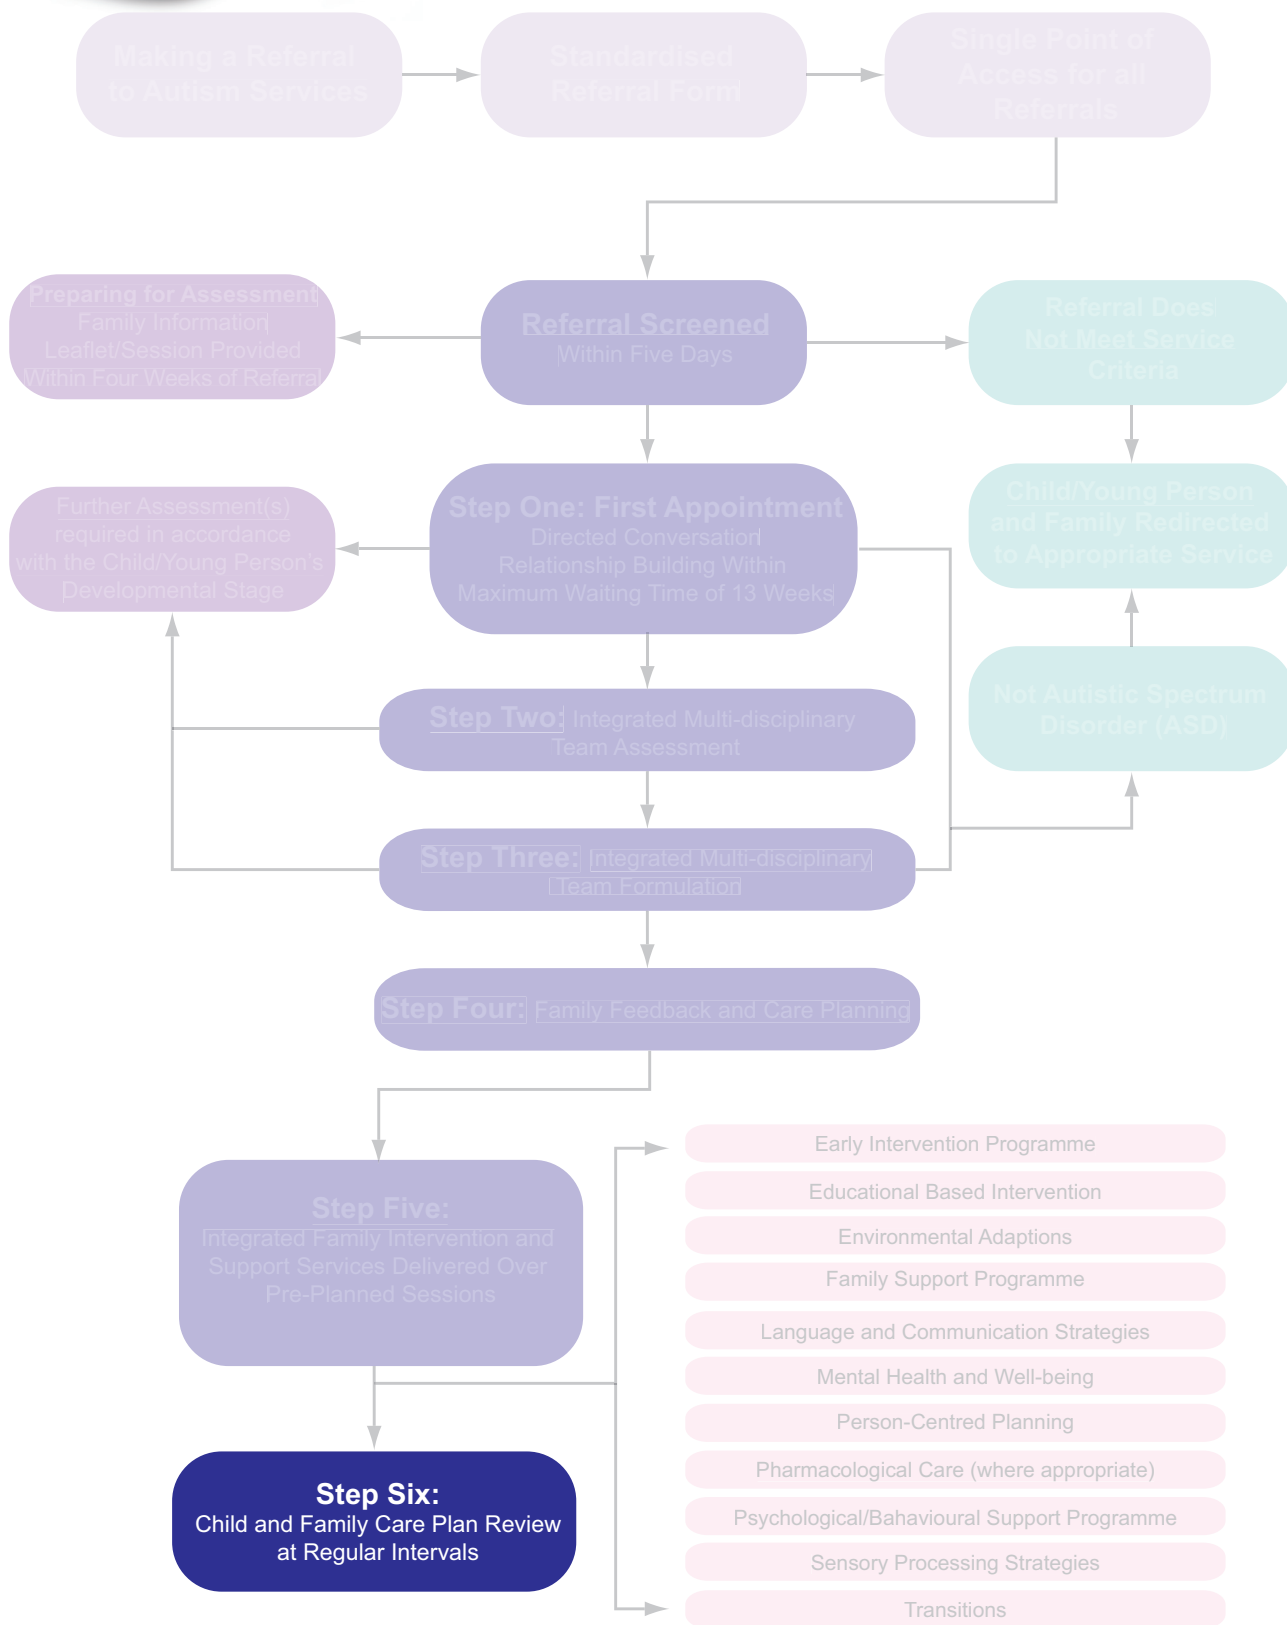 Making a Referral
to Autism Services
Standardised
Referral Form
Single Point of
Access for all
Referrals
Preparing for Assessment
Family Information
Leaflet/Session Provided
Within Four Weeks of Referral
Referral Screened
Within Five Days
Referral Does
Not Meet Service
Criteria
Further Assessment(s)
required in accordance
with the Child/Young Person's
Developmental Stage
Step One: First Appointment
Directed Conversation
Relationship Building Within
Maximum Waiting Time of 13 Weeks
Child/Young Person
and Family Redirected
to Appropriate Service
Step Two: Integrated Multi-disciplinary
Team Assessment
Not Autistic Spectrum
Disorder (ASD)
Step Three: Integrated Multi-disciplinary
Team Formulation
Step Four: Family Feedback and Care Planning
Step Five:
Integrated Family Intervention and
Support Services Delivered Over
Pre-Planned Sessions
Early Intervention Programme
Educational Based Intervention
Environmental Adaptions
Family Support Programme
Language and Communication Strategies
Mental Health and Well-being
Person-Centred Planning
Pharmacological Care (where appropriate)
Psychological/Bahavioural Support Programme
Sensory Processing Strategies
Transitions
Step Six:
Child and Family Care Plan Review
at Regular Intervals